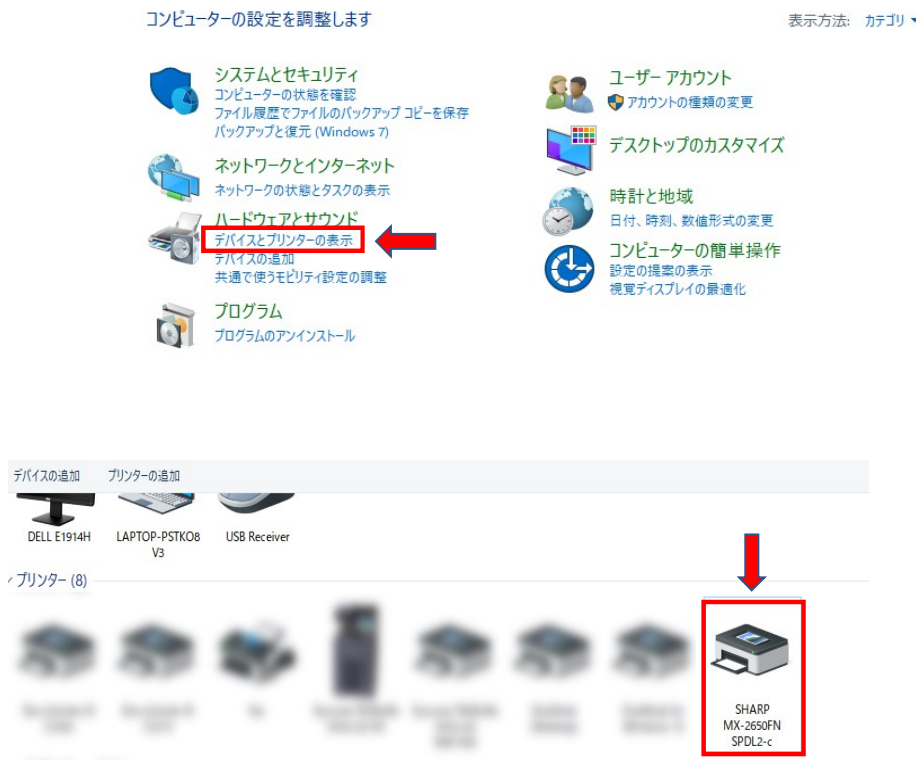 コンピューターの設定を調整します
表示方法: カテゴリ
システムとセキュリティ
コンピューターの状態を確認
ファイル履歴でファイルのバックアップ コピーを保存
バックアップと復元 (Windows 7)
ネットワークとインターネット
ネットワークの状態とタスクの表示
ハードウェアとサウンド
デバイスとプリンターの表示
デバイスの追加
共通で使うモビリティ設定の調整
プログラム
プログラムのアンインストール
ユーザー アカウント
アカウントの種類の変更
デスクトップのカスタマイズ
時計と地域
日付、時刻、数値形式の変更
コンピューターの簡単操作
設定の提案の表示
視覚ディスプレイの最適化
デバイスの追加 プリンターの追加
DELL E1914H
LAPTOP-PSTKO8
V3
USB Receiver
プリンター (8)
SHARP
MX-2650FN
SPDL2-c